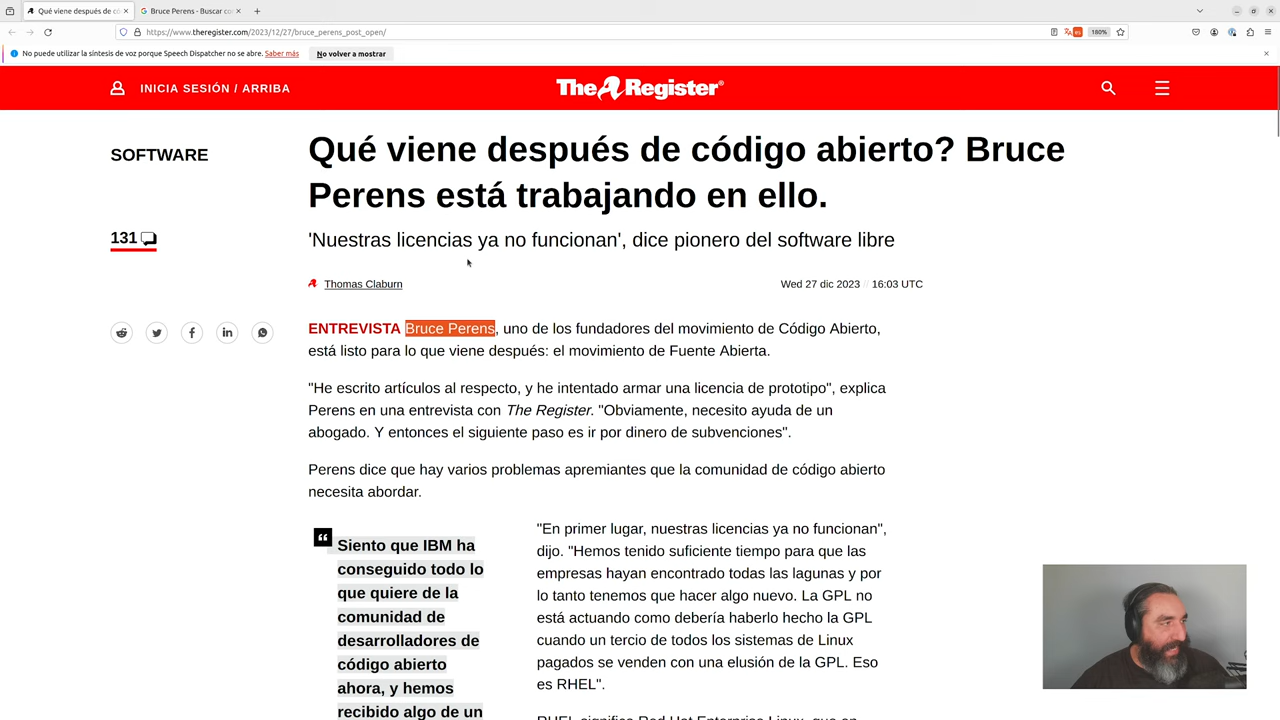 Qué viene después de có
Bruce Perens - Buscar co
https://www.theregister.com/2023/12/27/bruce_perens_post_open/
180%
No puede utilizar la síntesis de voz porque Speech Dispatcher no se abre. Saber más
No volver a mostrar
INICIA SESIÓN / ARRIBA
The Register
SOFTWARE
Qué viene después de código abierto? Bruce
Perens está trabajando en ello.
131
'Nuestras licencias ya no funcionan', dice pionero del software libre
Thomas Claburn
Wed 27 dic 2023 // 16:03 UTC
ENTREVISTA Bruce Perens, uno de los fundadores del movimiento de Código Abierto,
está listo para lo que viene después: el movimiento de Fuente Abierta.
"He escrito artículos al respecto, y he intentado armar una licencia de prototipo", explica
Perens en una entrevista con The Register. "Obviamente, necesito ayuda de un
abogado. Y entonces el siguiente paso es ir por dinero de subvenciones".
Perens dice que hay varios problemas apremiantes que la comunidad de código abierto
necesita abordar.
Siento que IBM ha
conseguido todo lo
que quiere de la
comunidad de
desarrolladores de
código abierto
ahora, y hemos
recibido algo de un
"En primer lugar, nuestras licencias ya no funcionan",
dijo. "Hemos tenido suficiente tiempo para que las
empresas hayan encontrado todas las lagunas y por
lo tanto tenemos que hacer algo nuevo. La GPL no
está actuando como debería haberlo hecho la GPL
cuando un tercio de todos los sistemas de Linux
pagados se venden con una elusión de la GPL. Eso
es RHEL".
RHEL significa Red Hat Enterprise Linux, que en